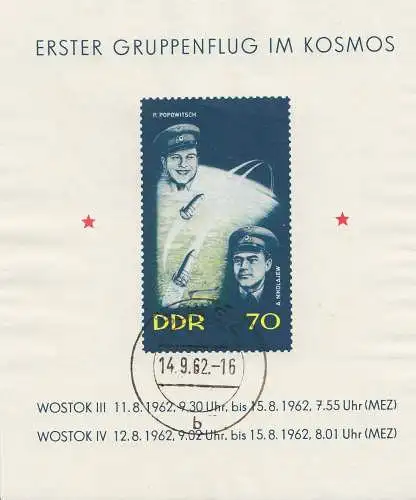 ERSTER GRUPPENFLUG IM KOSMOS
P. POPOWITSCH
A. NIKOLAJEW
DDR 70
14.9.62.-16
WOSTOK III 11.8.1962, 9.30 Uhr, bis 15.8.1962, 7.55 Uhr (MEZ)
WOSTOK IV 12.8.1962, 9.02 Uhr, bis 15.8.1962, 8.01 Uhr (MEZ)
b